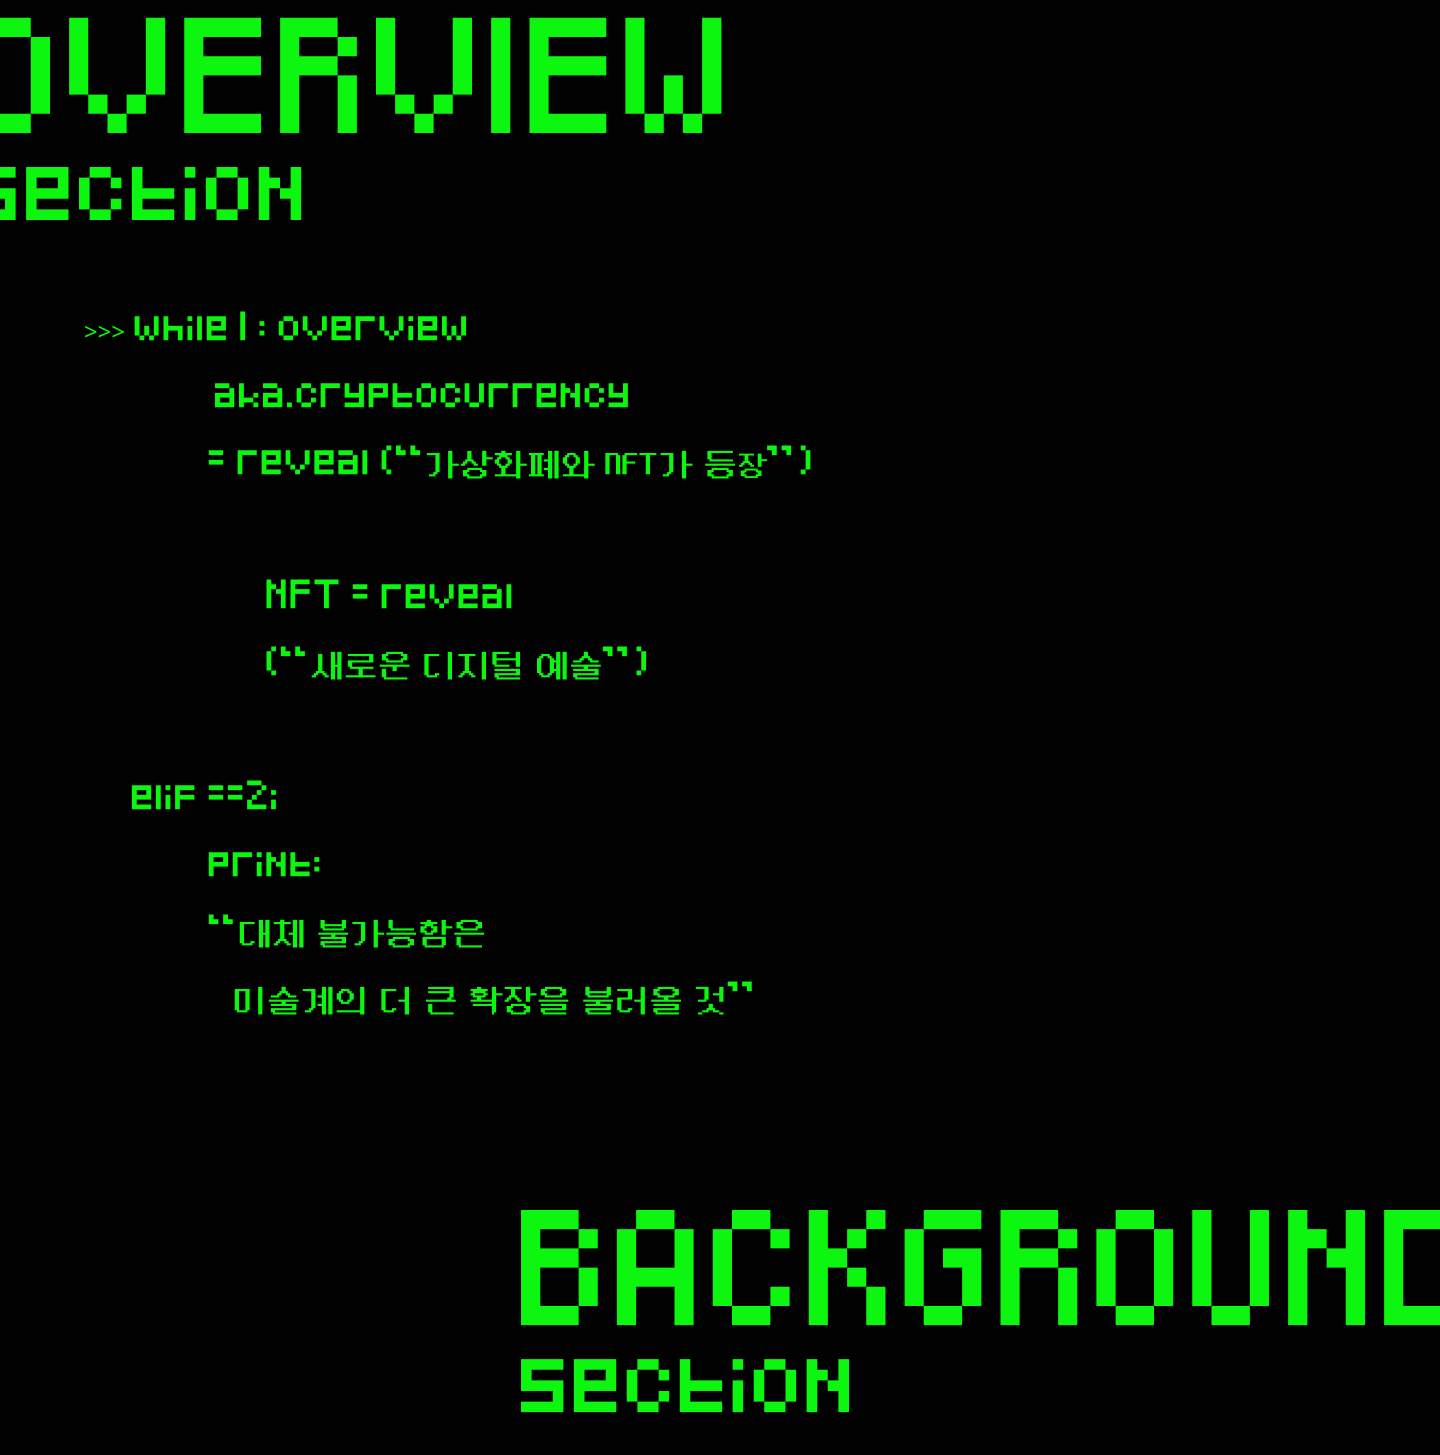 OVERVIEW
section
>>> while | : overview
aka.cryptocurrency
= reveal (“가상화폐와 NFT가 등장”)
NFT = reveal
(“새로운 디지털 예술”)
elif ==2;
print:
“대체 불가능함은
미술계의 더 큰 확장을 불러올 것”
BACKGROUND
section